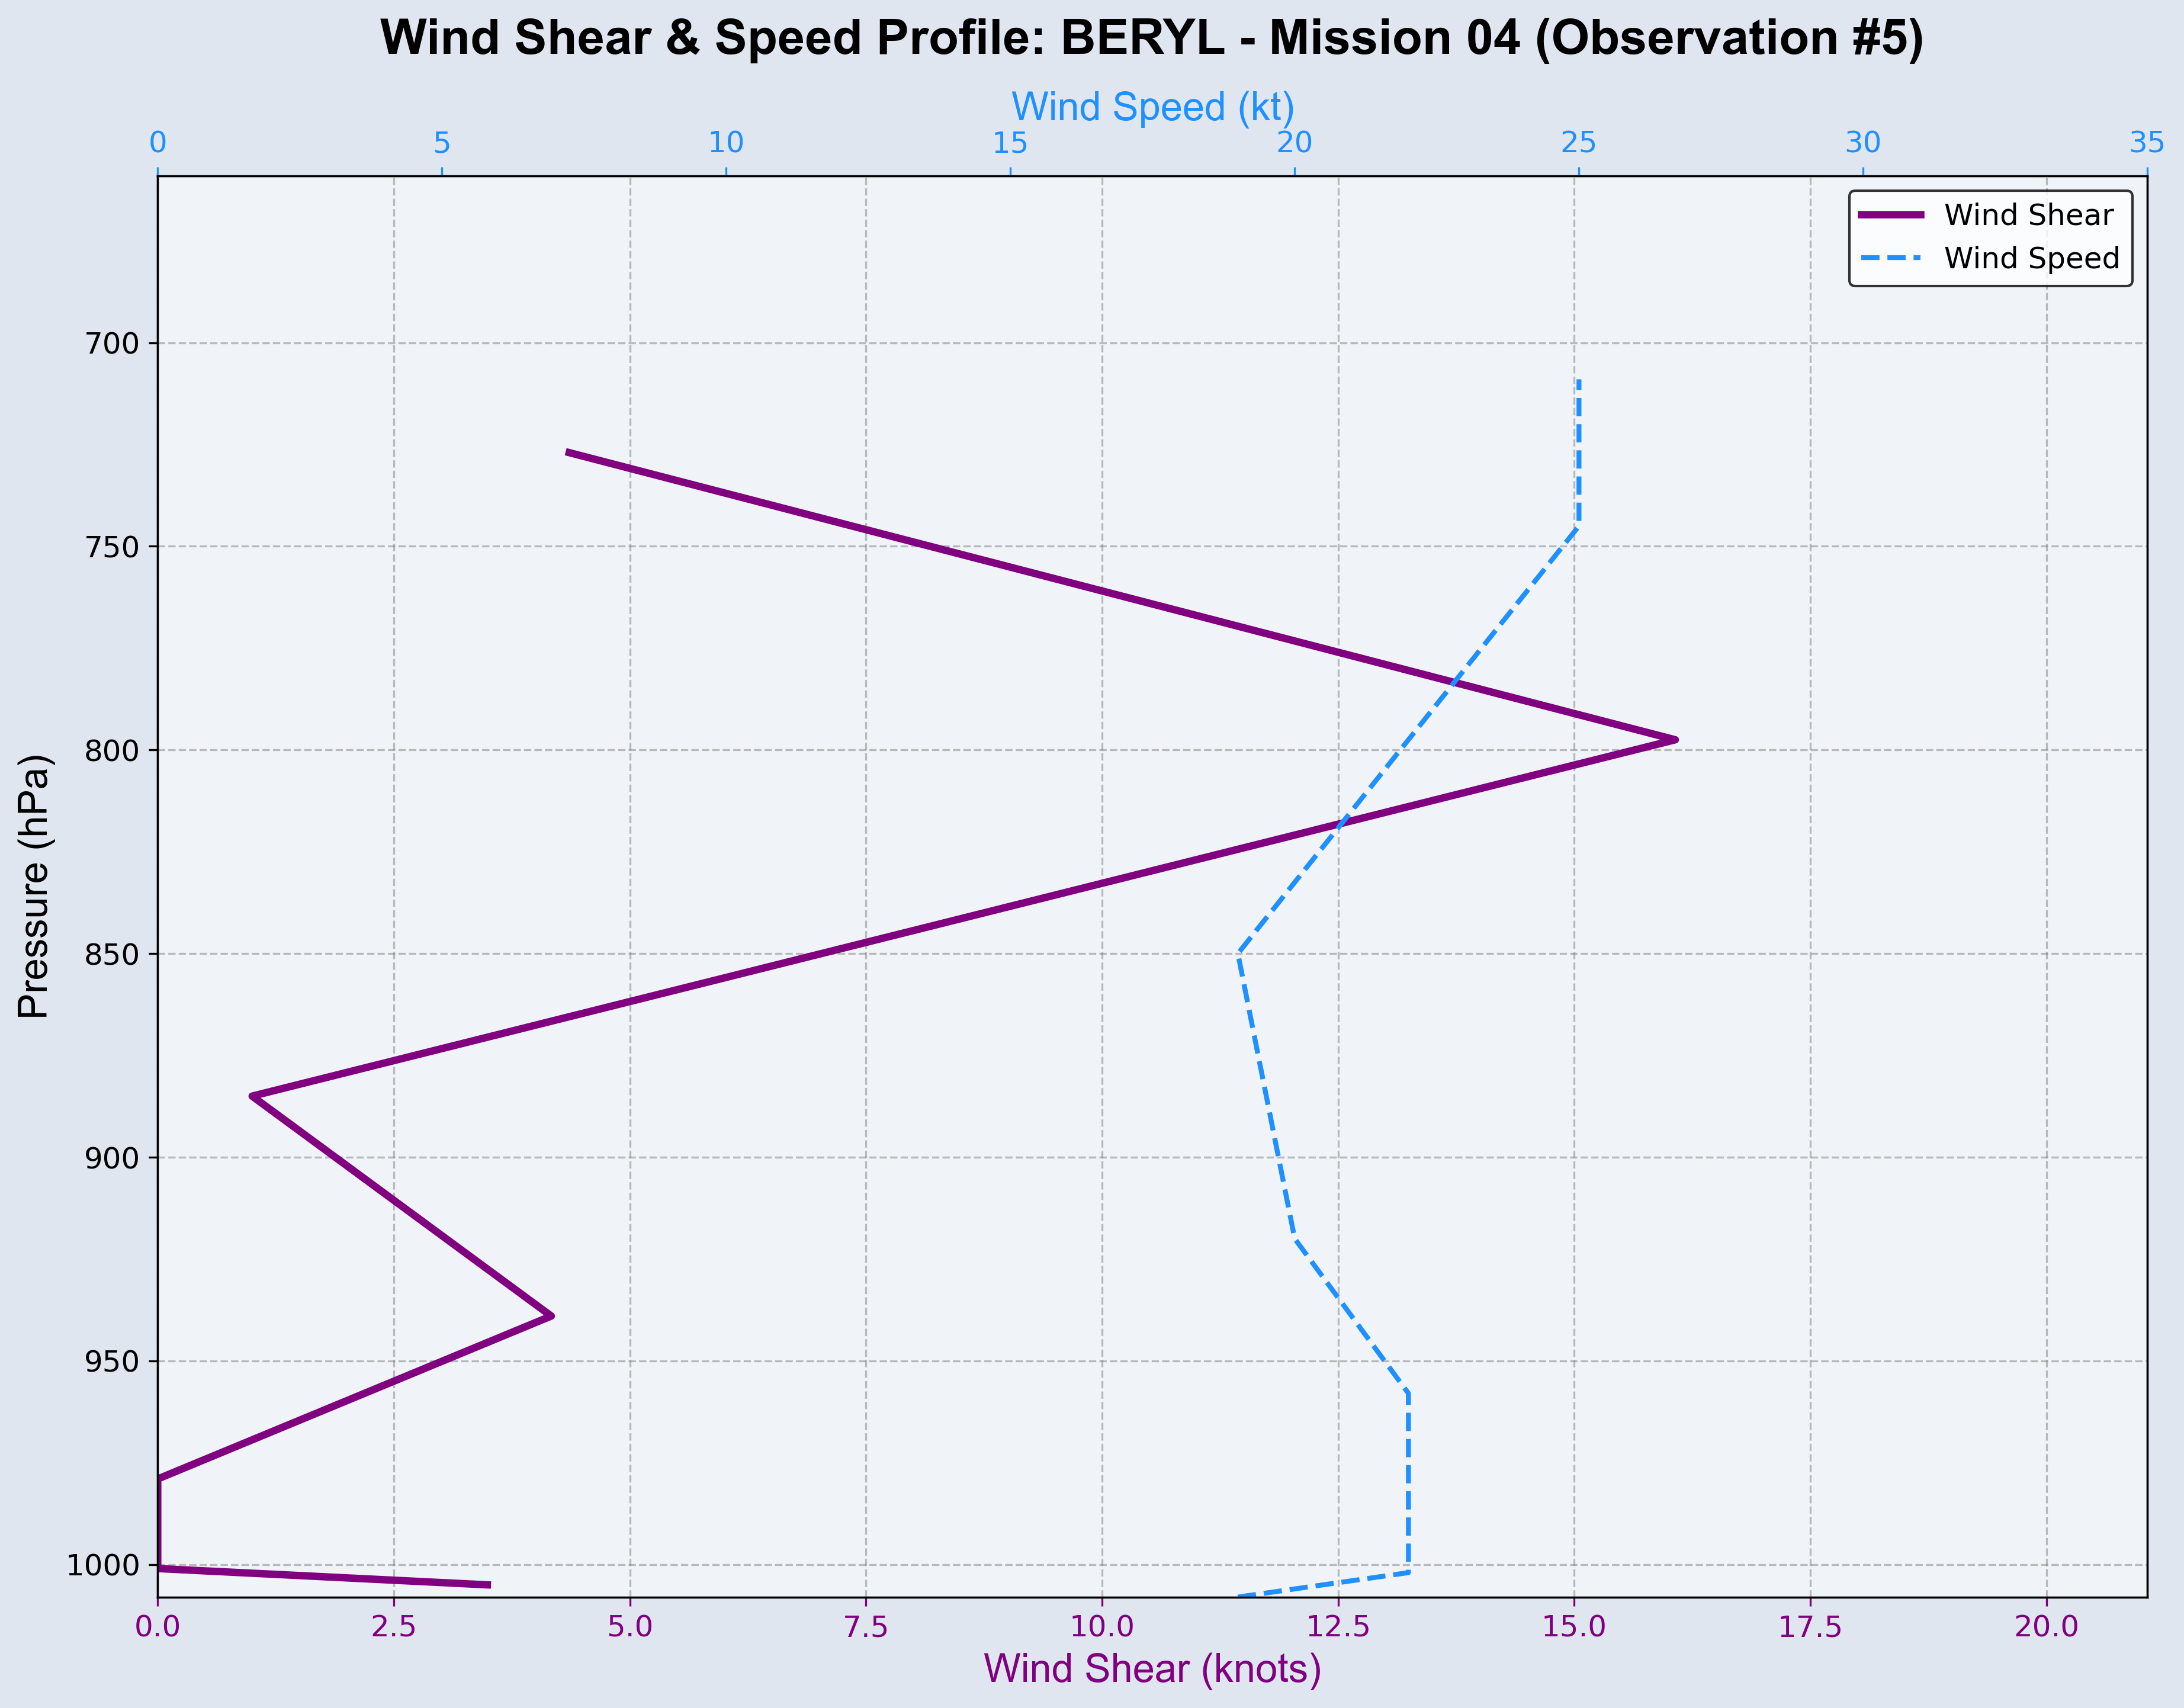 Wind Shear & Speed Profile: BERYL - Mission 04 (Observation #5)
Wind Speed (kt)
0 5 10 15 20 25 30 35
Wind Shear
Wind Speed
700
750
800
850
900
950
1000
Pressure (hPa)
0.0 2.5 5.0 7.5 10.0 12.5 15.0 17.5 20.0
Wind Shear (knots)